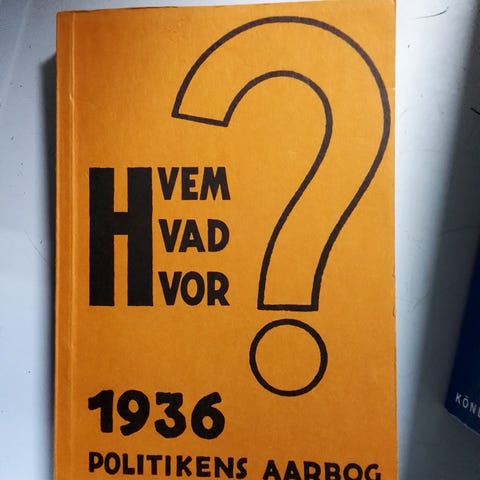 HVEM
HVAD
HVOR
?
1936
POLITIKENS AARBOG